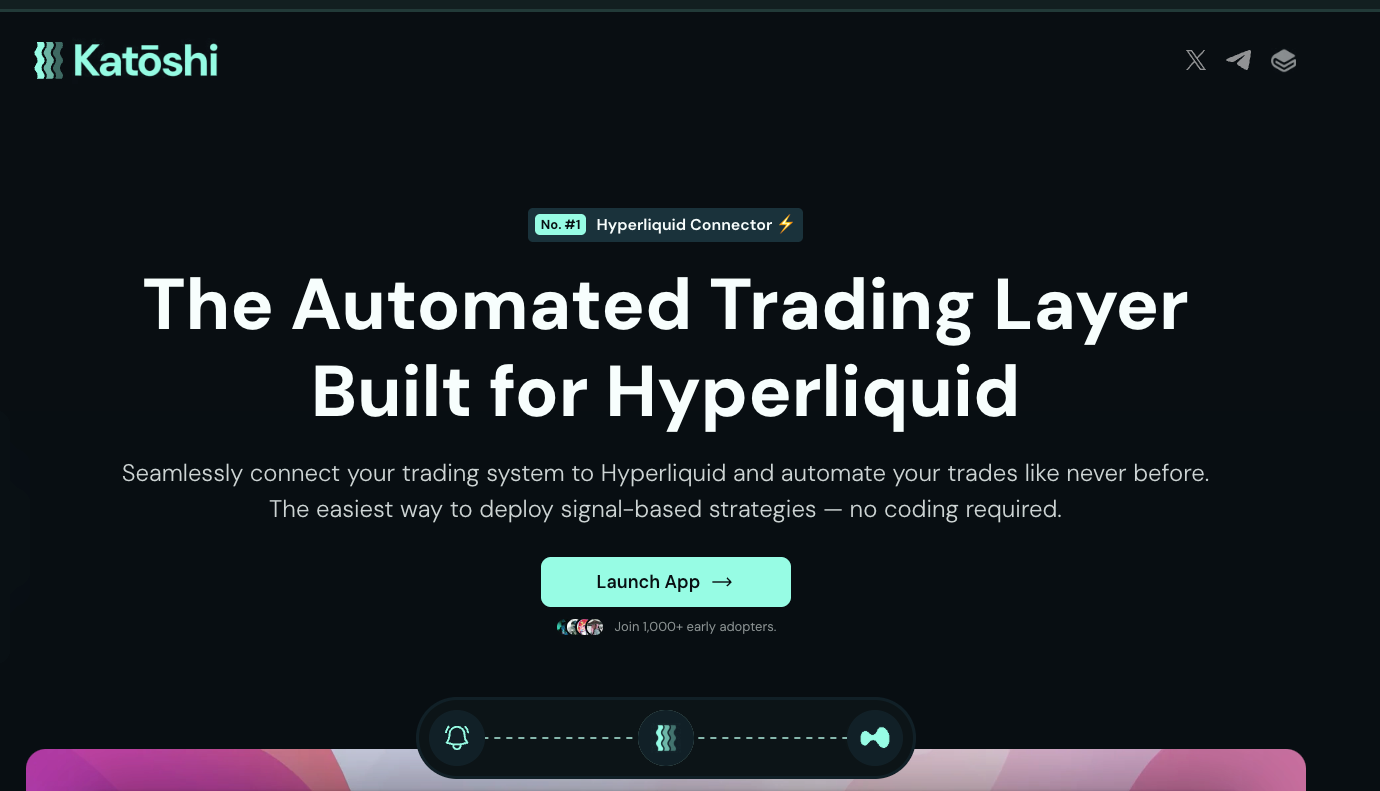 Katōshi
No. #1 Hyperliquid Connector ⚡
The Automated Trading Layer
Built for Hyperliquid
Seamlessly connect your trading system to Hyperliquid and automate your trades like never before.
The easiest way to deploy signal-based strategies — no coding required.
Launch App →
Join 1,000+ early adopters.